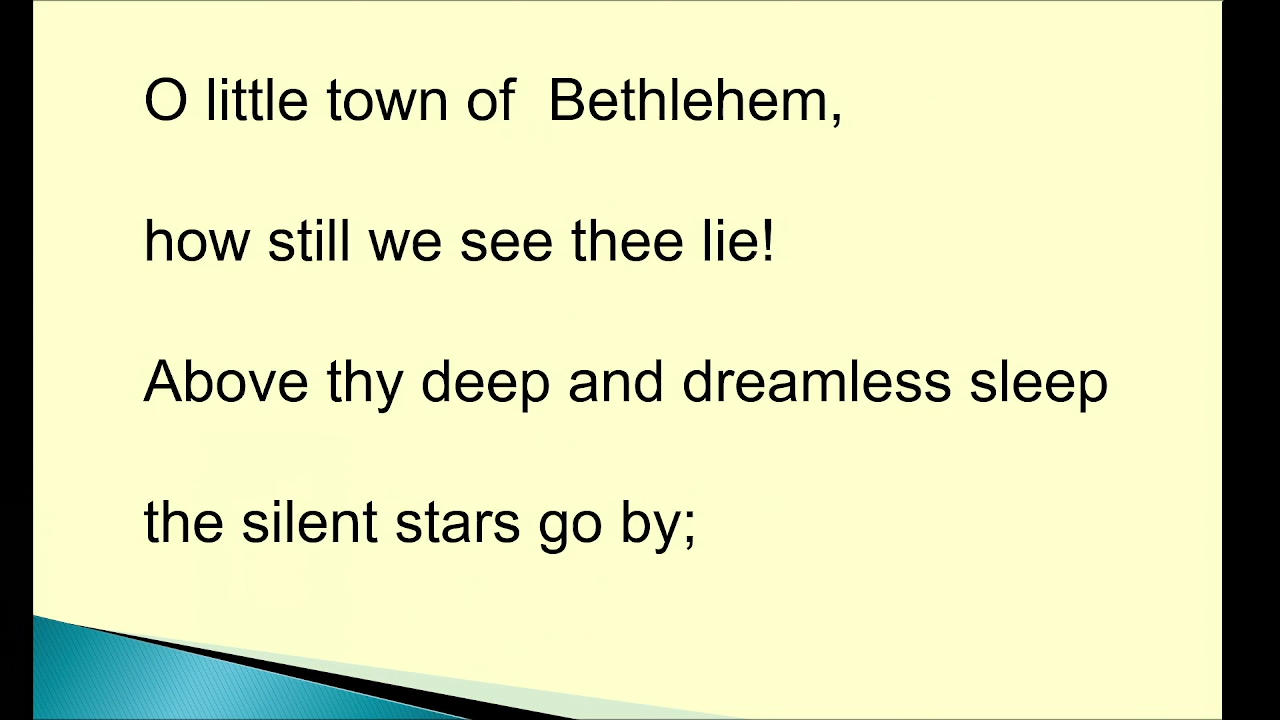 O little town of  Bethlehem,
how still we see thee lie!
Above thy deep and dreamless sleep
the silent stars go by;